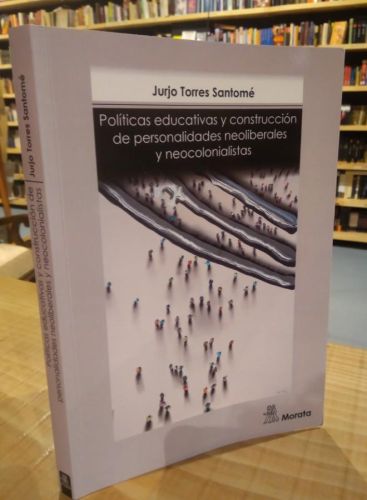 Jurjo Torres Santomé
Políticas educativas y construcción
de personalidades neoliberales
y neocolonialistas
Morata
Jurjo Torres Santomé
Políticas educativas y construcción de
personalidades neoliberales y neocolonialistas